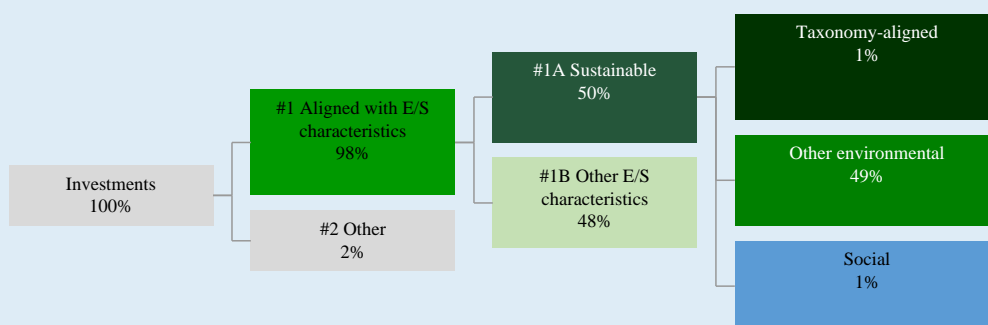 Investments
100%
#1 Aligned with E/S
characteristics
98%
#2 Other
2%
#1A Sustainable
50%
#1B Other E/S
characteristics
48%
Taxonomy-aligned
1%
Other environmental
49%
Social
1%